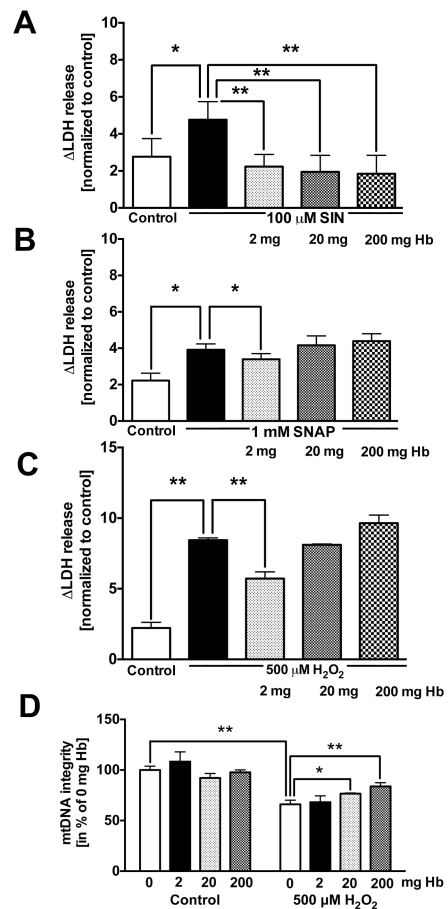 A
ΔLDH release
[normalized to control]
10
8
6
4
2
0
*
**
**
**
Control
100 μM SIN
2 mg 20 mg 200 mg Hb
B
ΔLDH release
[normalized to control]
10
8
6
4
2
0
*
*
Control
1 mM SNAP
2 mg 20 mg 200 mg Hb
C
ΔLDH release
[normalized to control]
15
10
5
0
**
**
Control
500 μM H₂O₂
2 mg 20 mg 200 mg Hb
D
mtDNA integrity
[in % of 0 mg Hb]
150
100
50
0
**
**
*
0 2 20 200 0 2 20 200 mg Hb
Control 500 μM H₂O₂